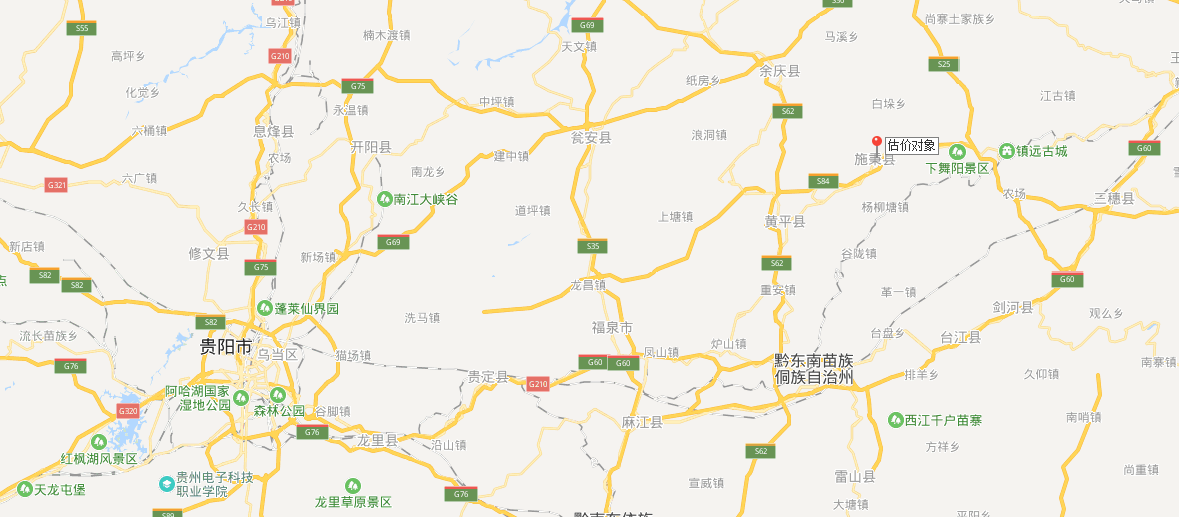 S55
乌江镇
G210
楠木渡镇
高坪乡
G69
天文镇
马溪乡
尚寨土家族乡
余庆县
纸房乡
S25
G75
化觉乡
永温镇
中坪镇
S62
白垛乡
江古镇
六桶镇
息烽县
开阳县
瓮安县
浪洞镇
估价对象
施秉县
镇远古城
G60
下舞阳景区
农场
建中镇
南龙乡
六广镇
G321
南江大峡谷
S84
农场
三穗县
久长镇
道坪镇
上塘镇
黄平县
杨柳塘镇
G210
新店镇
修文县
新场镇
G69
S35
谷陇镇
G75
S62
S82
S82
G60
点
龙昌镇
重安镇
革一镇
蓬莱仙界园
洗马镇
剑河县
观么乡
S82
流长苗族乡
贵阳市
乌当区
猫场镇
福泉市
凤山镇
炉山镇
台盘乡
台江县
G76
G60
G60
黔东南苗族
侗族自治州
南寨镇
贵定县
G210
排羊乡
久仰镇
阿哈湖国家
湿地公园
森林公园
谷脚镇
G320
G76
龙里县
沿山镇
麻江县
西江千户苗寨
南哨镇
方祥乡
红枫湖风景区
S62
贵州电子科技
职业学院
天龙屯堡
龙里草原景区
G76
宣威镇
雷山县
尚重镇
大塘镇
S89
平阳乡